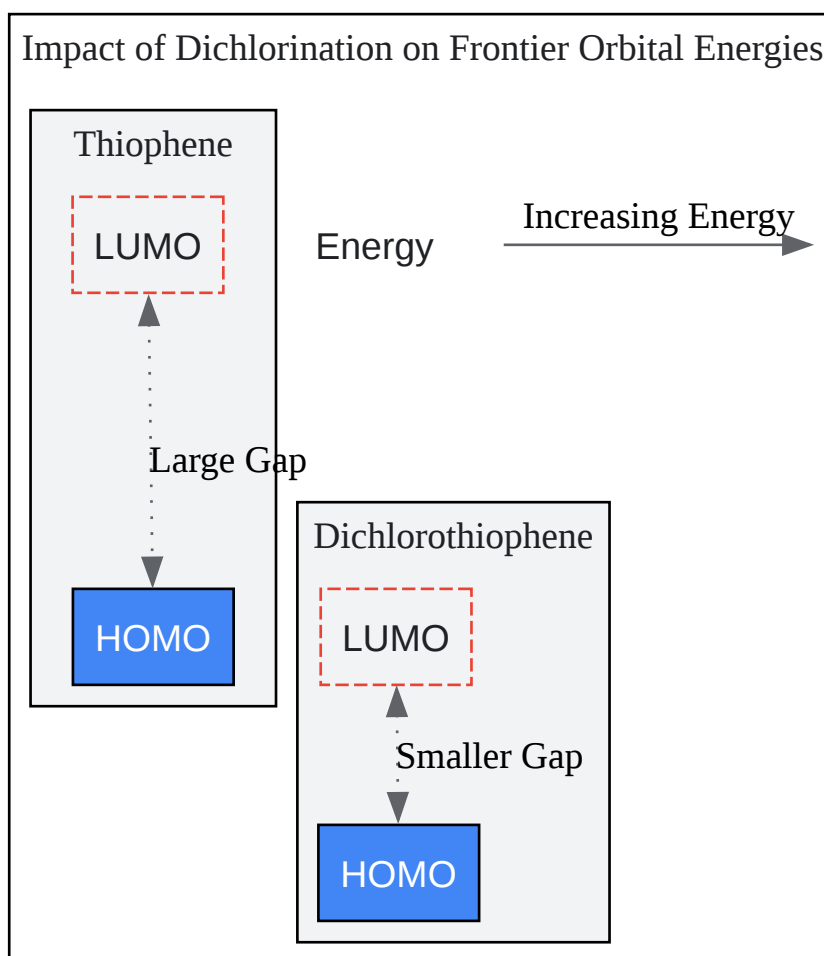 Impact of Dichlorination on Frontier Orbital Energies
Thiophene
LUMO
Energy
Increasing Energy
Large Gap
HOMO
Dichlorothiophene
LUMO
Smaller Gap
HOMO